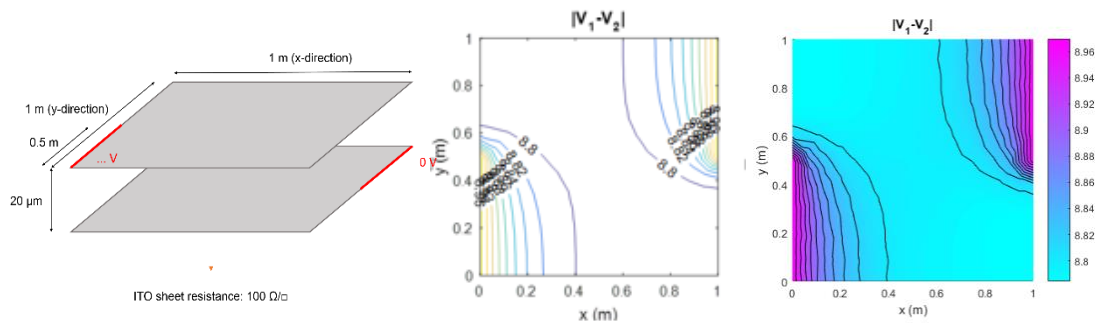 1 m (x-direction)
1 m (y-direction)
0.5 m
... V
0 V
20 µm
ITO sheet resistance: 100 Ω/□
|V₁-V₂|
1
0.8
0.6
0.4
0.2
0
y (m)
8.8
8.8
0 0.2 0.4 0.6 0.8 1
x (m)
|V₁-V₂|
1
0.8
0.6
0.4
0.2
0
y (m)
0 0.2 0.4 0.6 0.8 1
x (m)
8.96
8.94
8.92
8.9
8.88
8.86
8.84
8.82
8.8